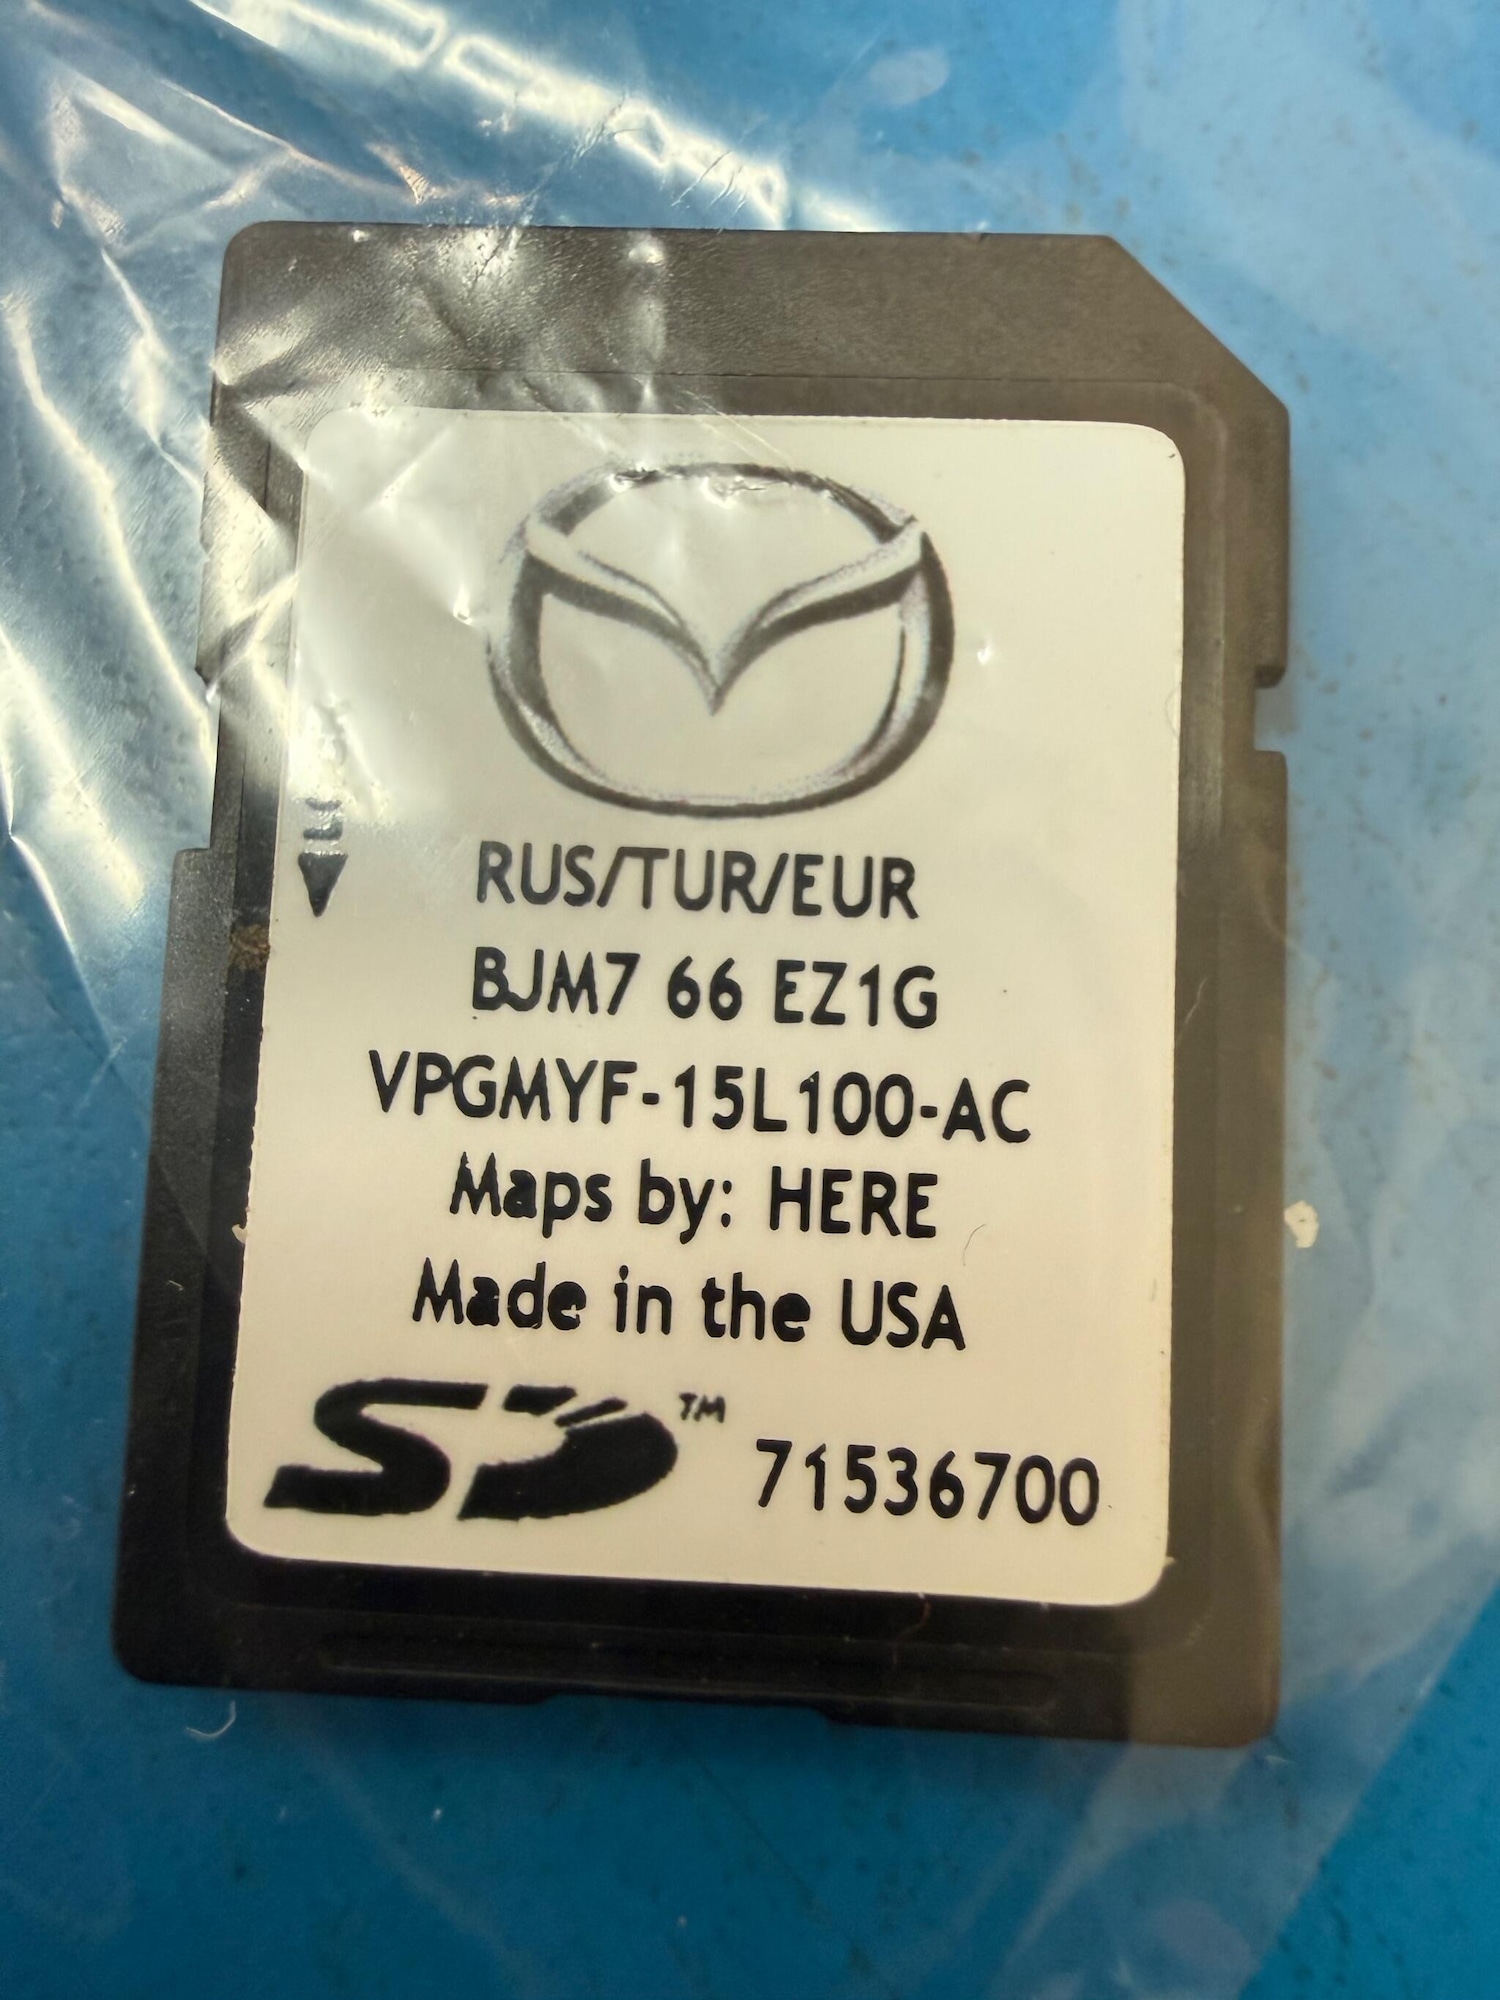 RUS/TUR/EUR
BJM7 66 EZ1G
VPGMYF-15L100-AC
Maps by: HERE
Made in the USA
SD™ 71536700